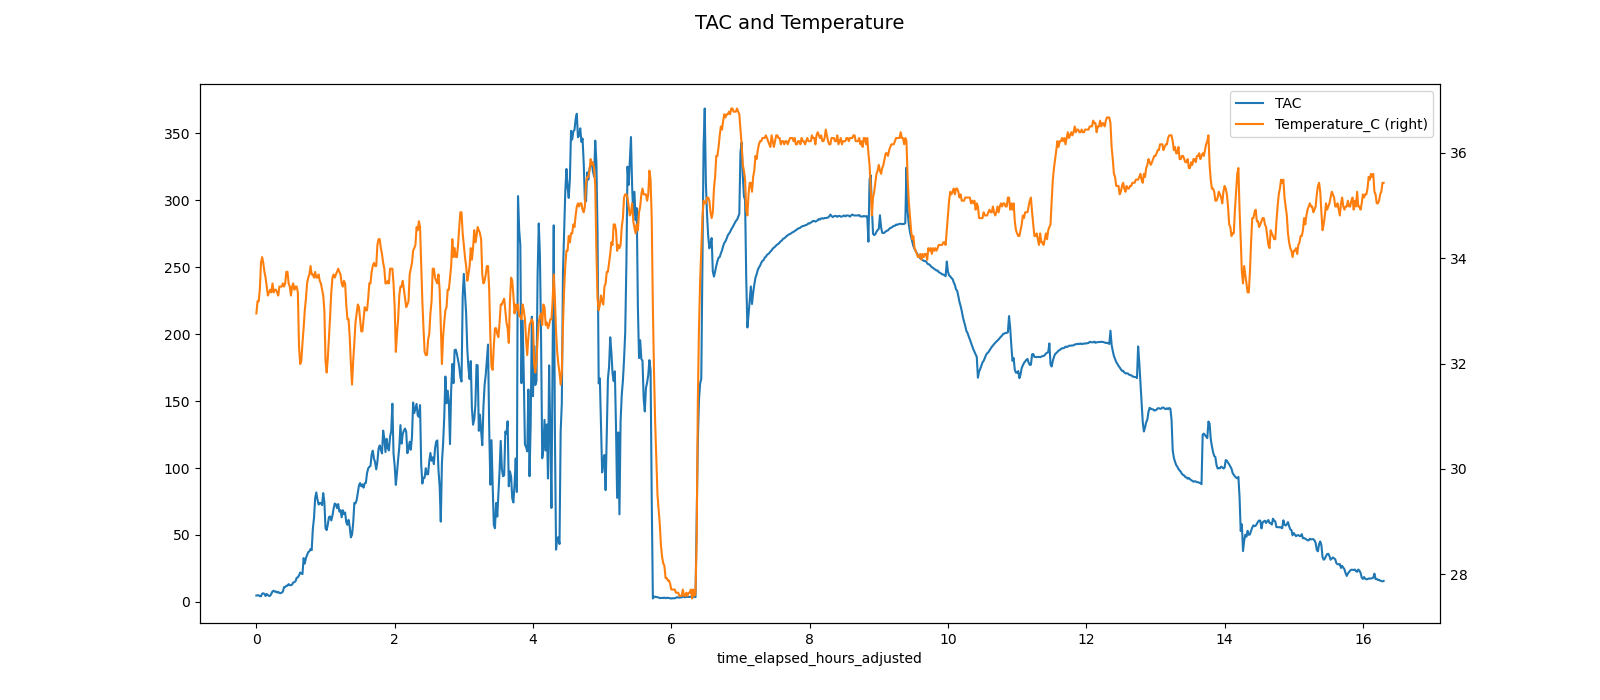 TAC and Temperature
TAC
Temperature_C (right)
350
300
250
200
150
100
50
0
36
34
32
30
28
0 2 4 6 8 10 12 14 16
time_elapsed_hours_adjusted